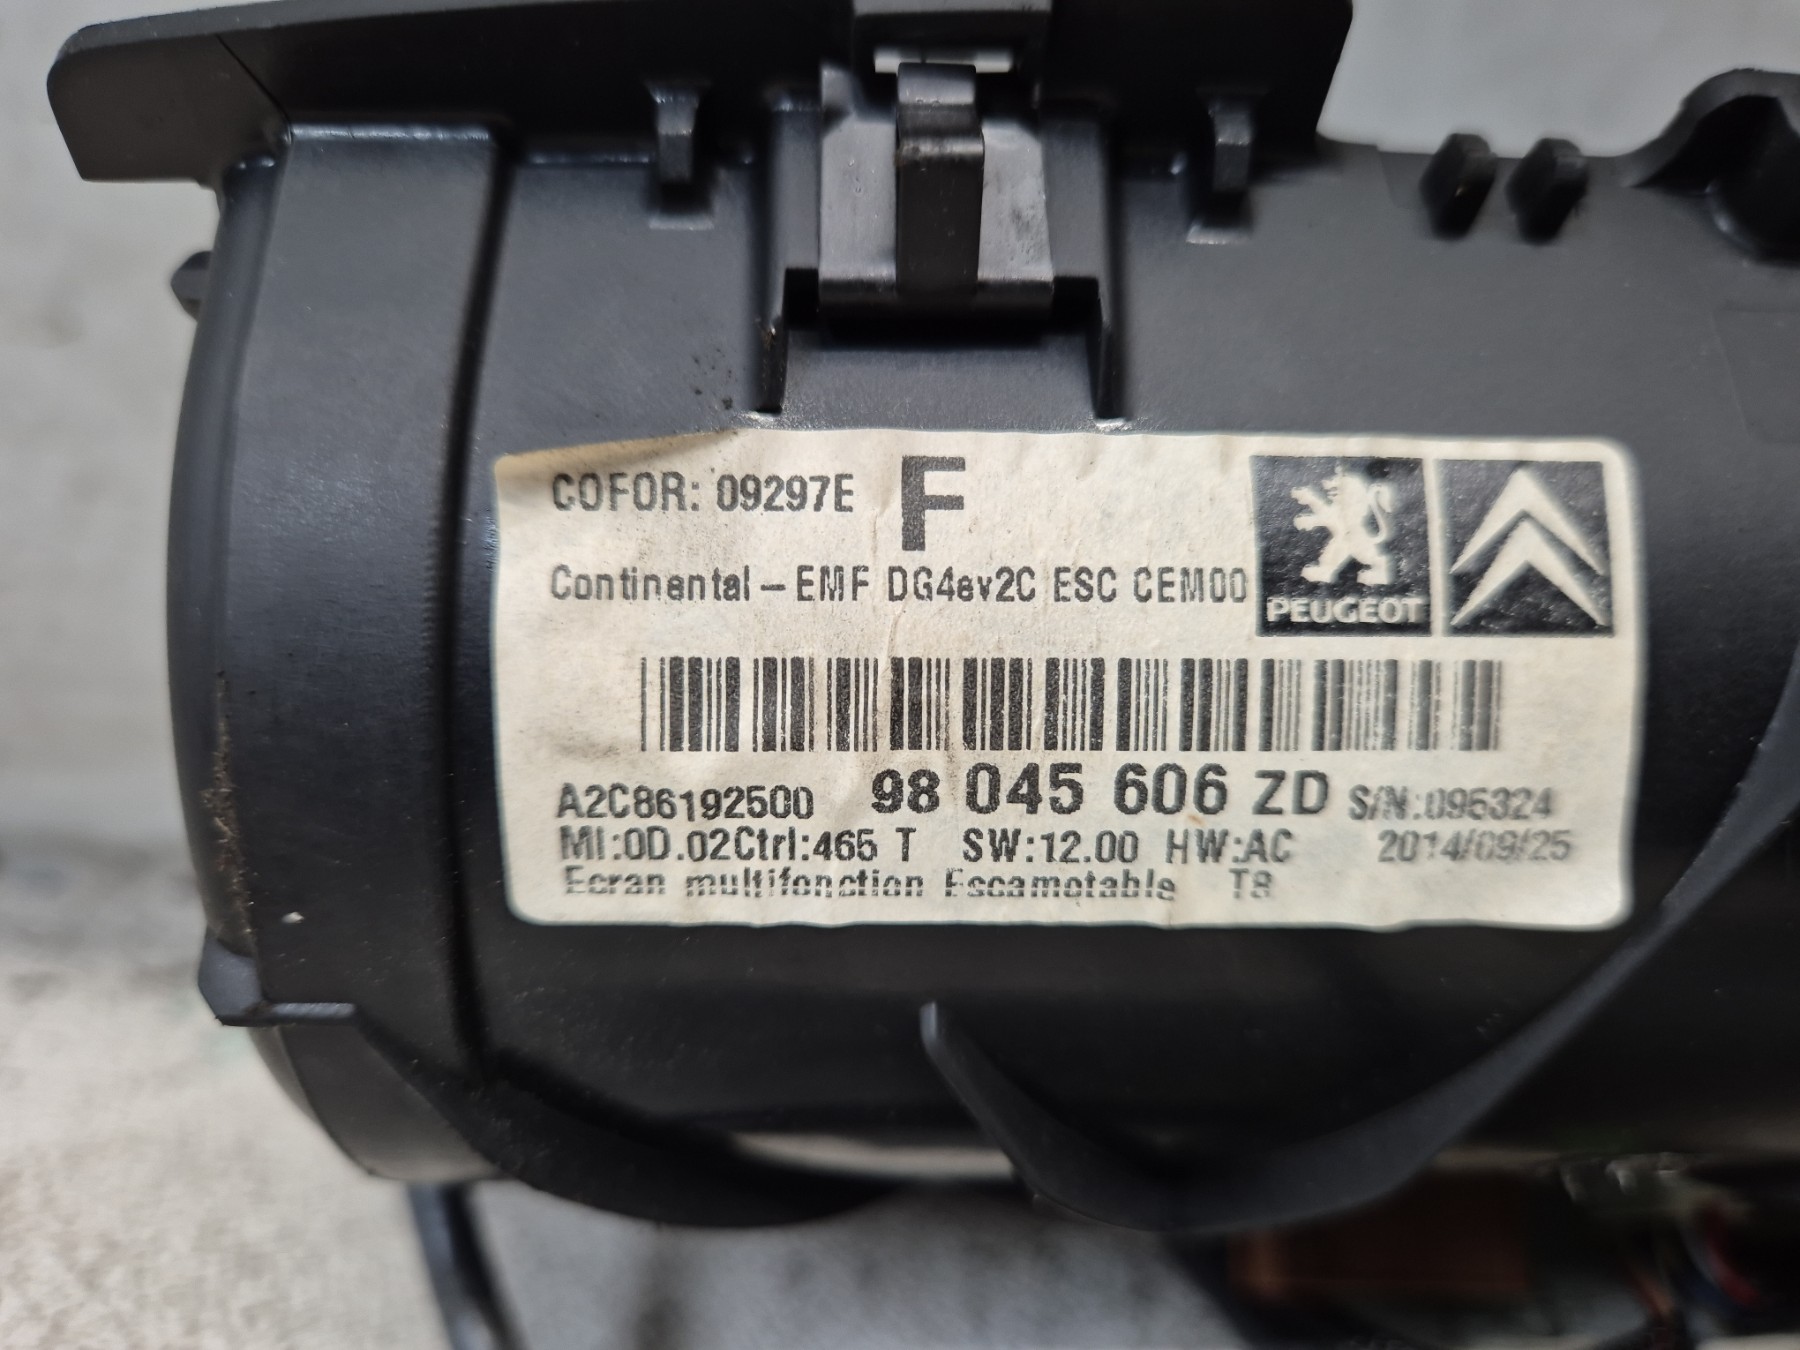 COFOR: 09297E F
Continental - EMF DG4ev2C ESC CEM00
PEUGEOT
A2C86192500 98 045 606 ZD S/N:095324
MI:0D.02Ctrl:465 T SW:12.00 HW:AC 2014/09/25
Ecran multifonction Escamotable T8